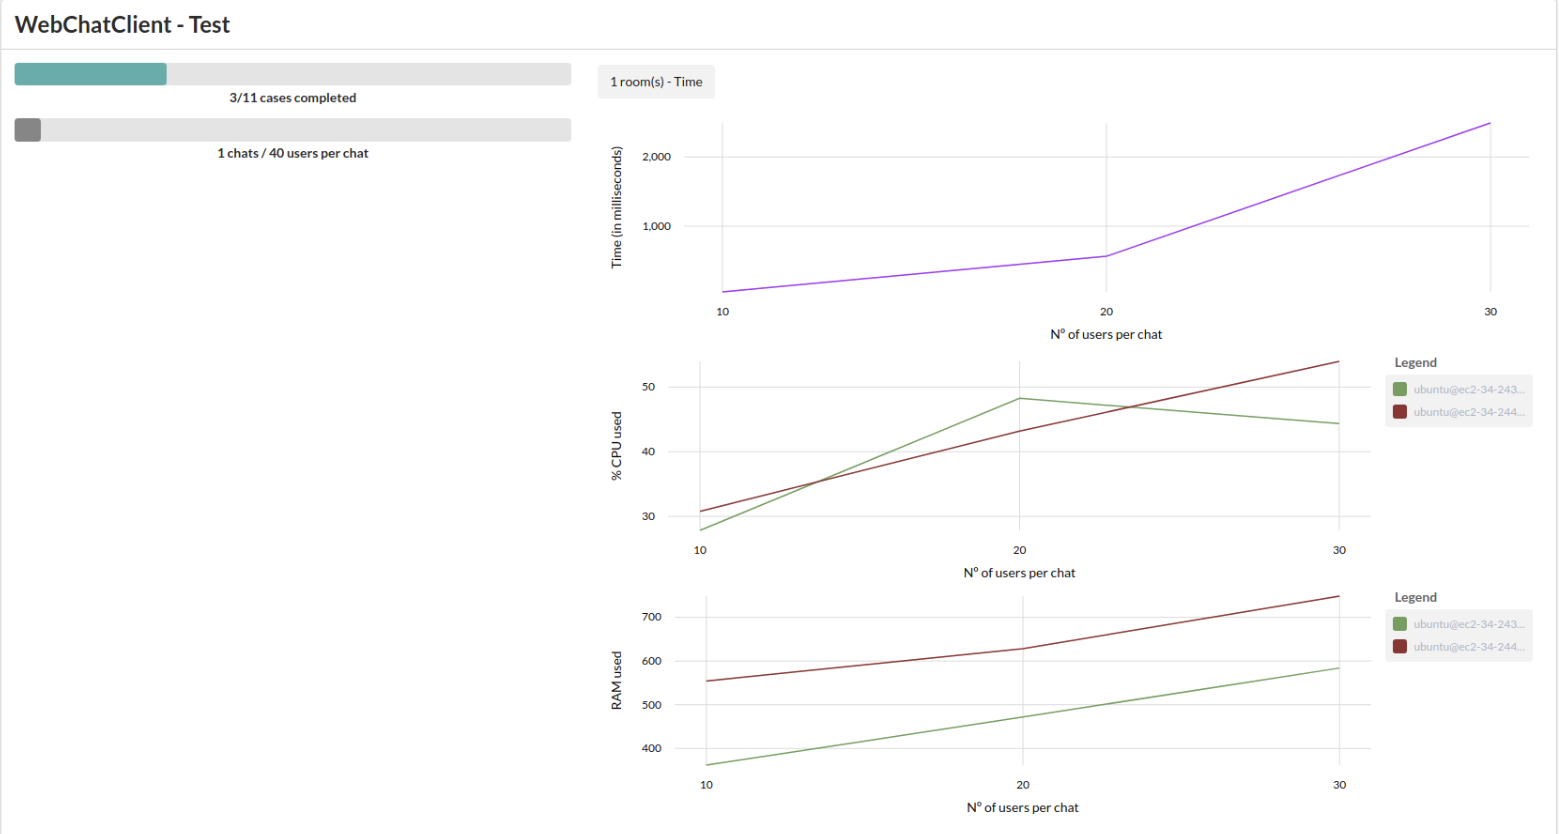 WebChatClient - Test
3/11 cases completed
1 chats / 40 users per chat
1 room(s) - Time
Time (in milliseconds)
2,000
1,000
10
20
30
Nº of users per chat
% CPU used
50
40
30
10
20
30
Nº of users per chat
Legend
ubuntu@ec2-34-243...
ubuntu@ec2-34-244...
RAM used
700
600
500
400
10
20
30
Nº of users per chat
Legend
ubuntu@ec2-34-243...
ubuntu@ec2-34-244...